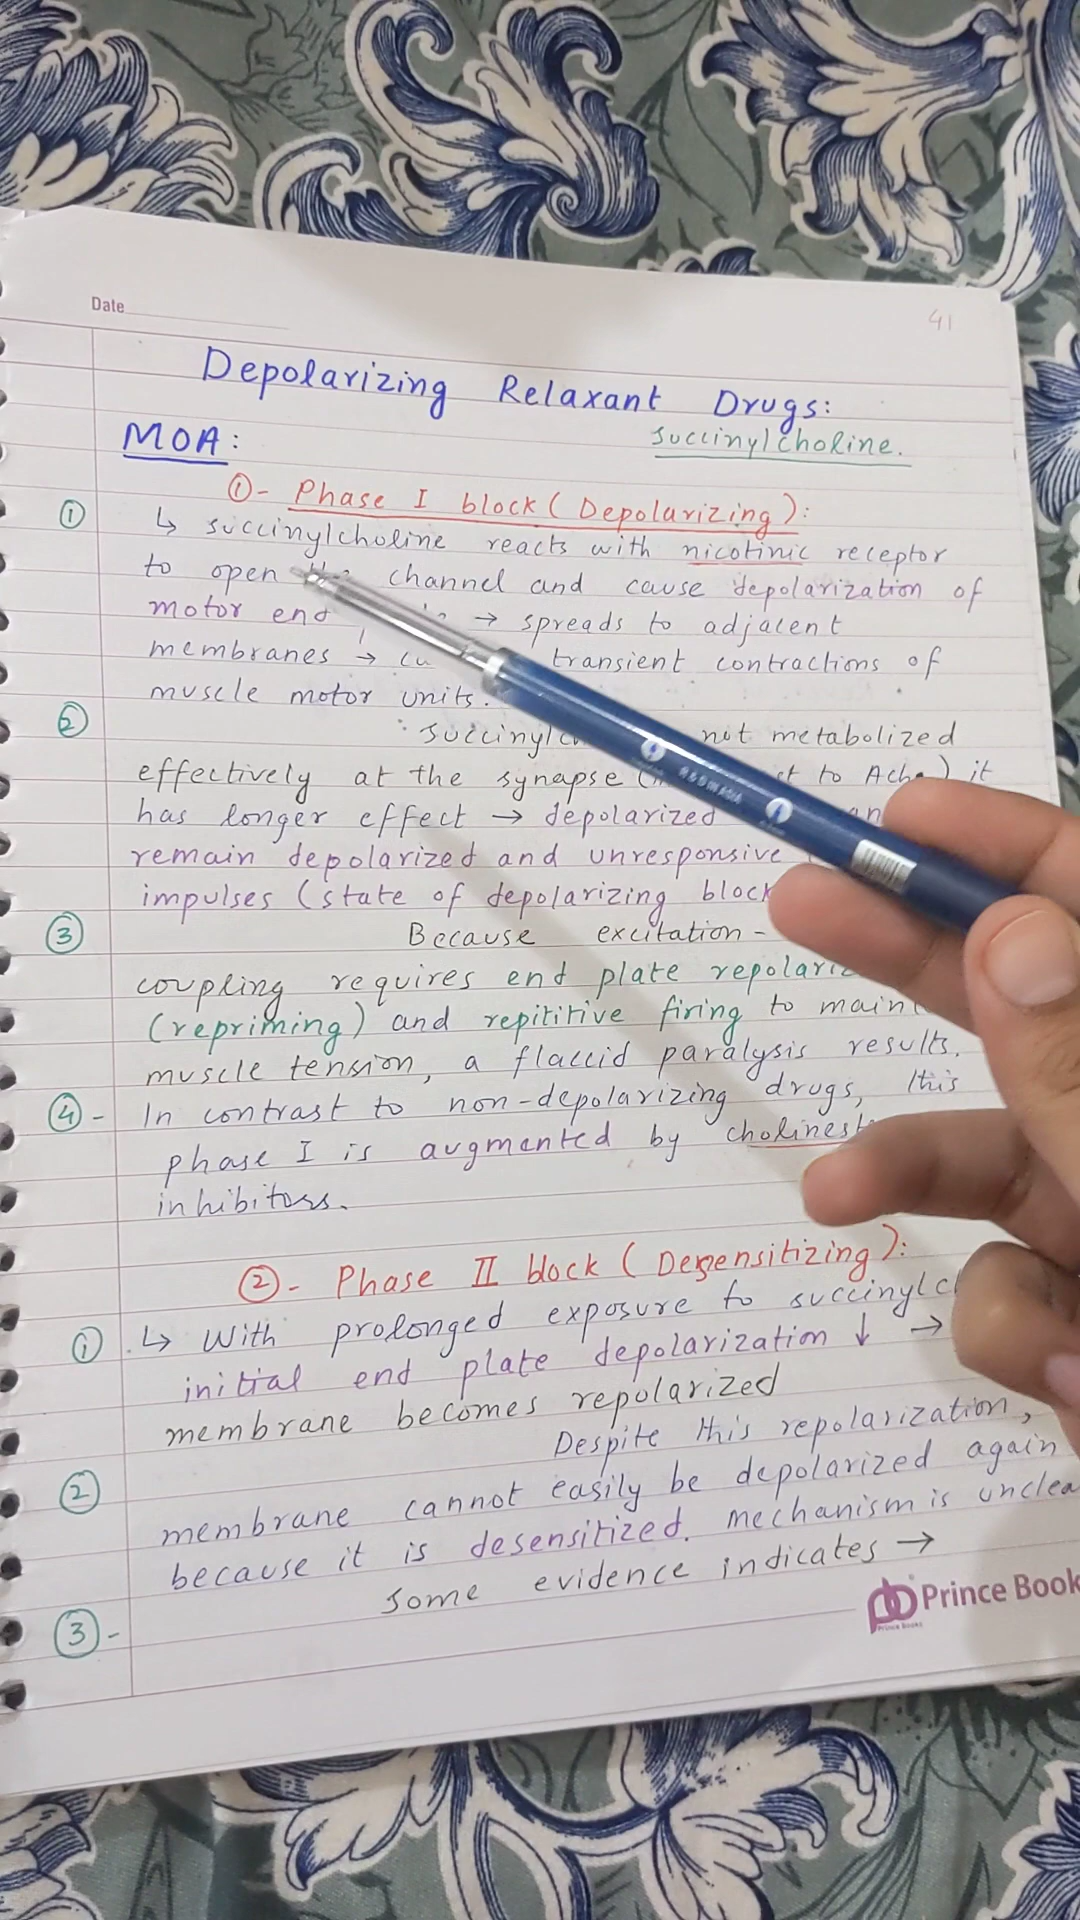 Date
41
Depolarizing Relaxant Drugs:
MOA:
succinylcholine.
①- Phase I block (Depolarizing):
① ↳ succinylcholine reacts with nicotinic receptor
to open channel and cause depolarization of
motor end → spreads to adjacent
membranes → transient contractions of
muscle motor units.
② not metabolized
effectively at the synapse ( to Ache) it
has longer effect → depolarized
remain depolarized and unresponsive
impulses (state of depolarizing block
③ Because excitation-
coupling requires end plate
(repriming) and repititive firing to
muscle tension, a flaccid paralysis results.
④- In contrast to non-depolarizing drugs, this
phase I is augmented by
inhibitors.
②- Phase II block (Desensitizing):
① ↳ With prolonged exposure to
initial end plate depolarization ↓ →
membrane becomes repolarized
② Despite this repolarization,
membrane cannot easily be depolarized again
because it is desensitized. mechanism is
③- some evidence indicates →
pb Prince Book
Prince Books